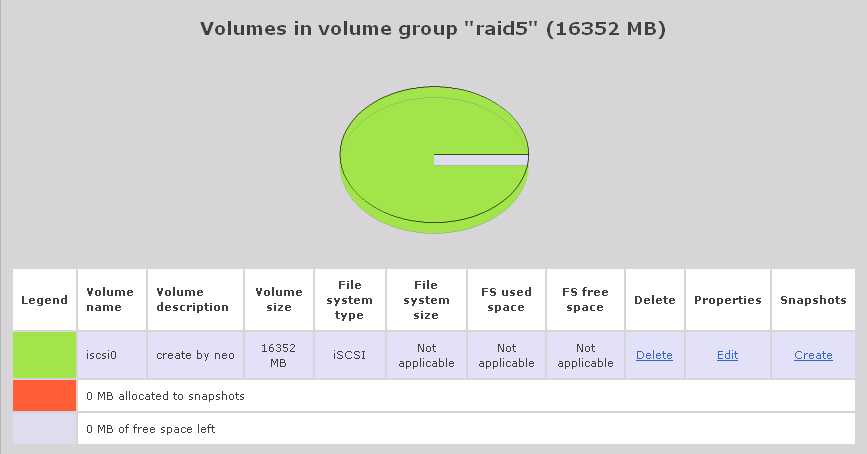 Volumes in volume group "raid5" (16352 MB)
Legend Volume name Volume description Volume size File system type File system size FS used space FS free space Delete Properties Snapshots
iscsi0 create by neo 16352 MB iSCSI Not applicable Not applicable Not applicable Delete Edit Create
0 MB allocated to snapshots
0 MB of free space left